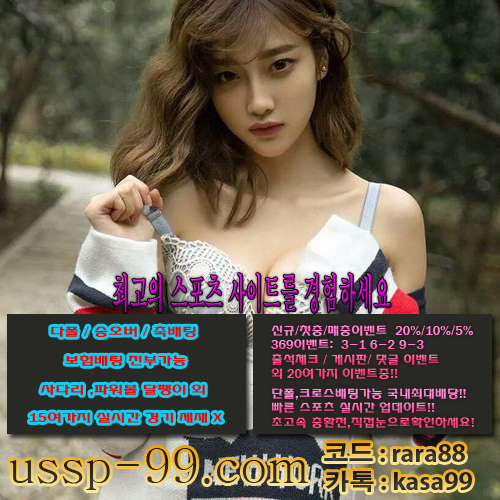 최고의 스포츠 사이트를 경험하세요
다폴 / 승오버 / 축배팅
보험배팅 전부가능
사다리 ,파워볼 달팽이 외
15여가지 실시간 경기 제재 X
신규/첫충/매충이벤트 20%/10%/5%
369이벤트: 3-1 6-2 9-3
출석체크 / 게시판/ 댓글 이벤트
외 20여가지 이벤트중!!
단폴,크로스배팅가능 국내최대배당!!
빠른 스포츠 실시간 업데이트!!
초고속 충환전,직접눈으로확인하세요!
ussp-99.com
코드 : rara88
카톡 : kasa99